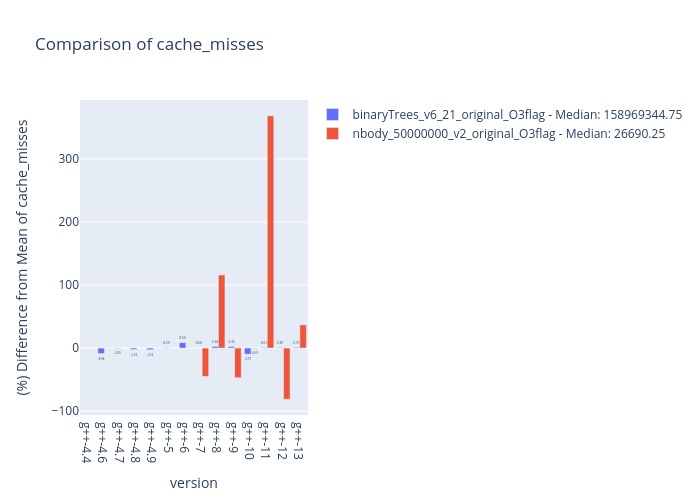 Comparison of cache_misses
binaryTrees_v6_21_original_O3flag - Median: 158969344.75
nbody_50000000_v2_original_O3flag - Median: 26690.25
(%) Difference from Mean of cache_misses
300
200
100
0
−100
g++-4.4
g++-4.6
g++-4.7
g++-4.8
g++-4.9
g++-5
g++-6
g++-7
g++-8
g++-9
g++-10
g++-11
g++-12
g++-13
version